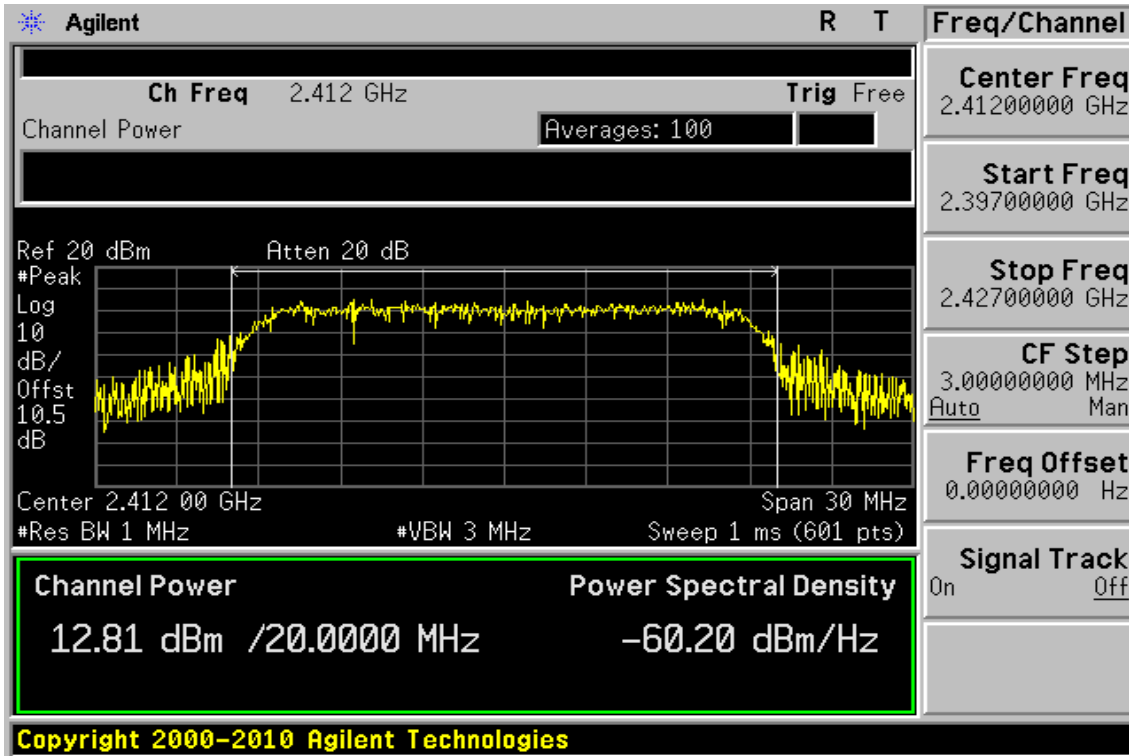 Agilent R T
Freq/Channel
Ch Freq 2.412 GHz Trig Free
Channel Power Averages: 100
Ref 20 dBm Atten 20 dB
#Peak
Log
10
dB/
Offst
10.5
dB
Center 2.412 00 GHz Span 30 MHz
#Res BW 1 MHz #VBW 3 MHz Sweep 1 ms (601 pts)
Channel Power Power Spectral Density
12.81 dBm /20.0000 MHz -60.20 dBm/Hz
Center Freq
2.41200000 GHz
Start Freq
2.39700000 GHz
Stop Freq
2.42700000 GHz
CF Step
3.00000000 MHz
Auto Man
Freq Offset
0.00000000 Hz
Signal Track
On Off
Copyright 2000-2010 Agilent Technologies